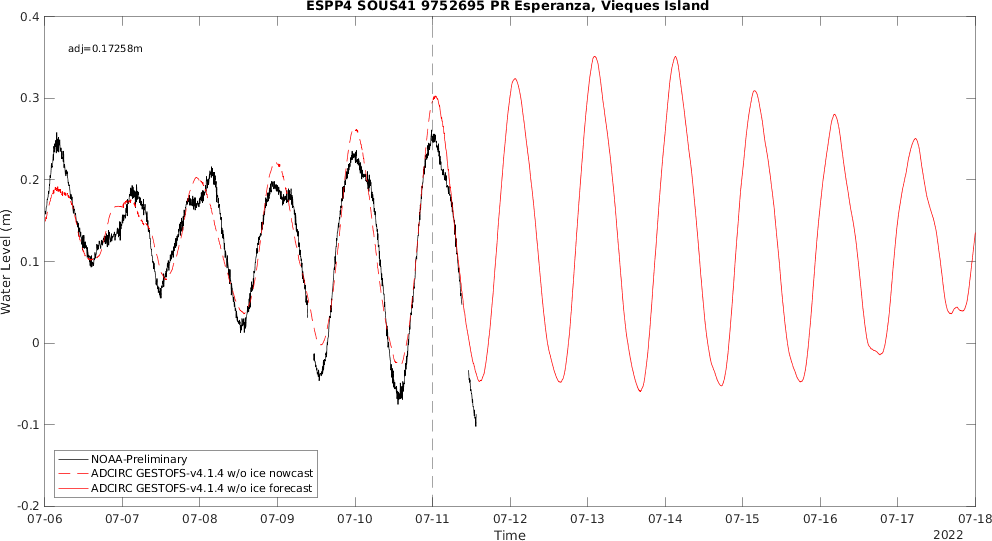 ESPP4 SOUS41 9752695 PR Esperanza, Vieques Island
adj=0.17258m
0.4
0.3
0.2
0.1
0
-0.1
-0.2
Water Level (m)
NOAA-Preliminary
ADCIRC GESTOFS-v4.1.4 w/o ice nowcast
ADCIRC GESTOFS-v4.1.4 w/o ice forecast
07-06 07-07 07-08 07-09 07-10 07-11 07-12 07-13 07-14 07-15 07-16 07-17 07-18
Time
2022